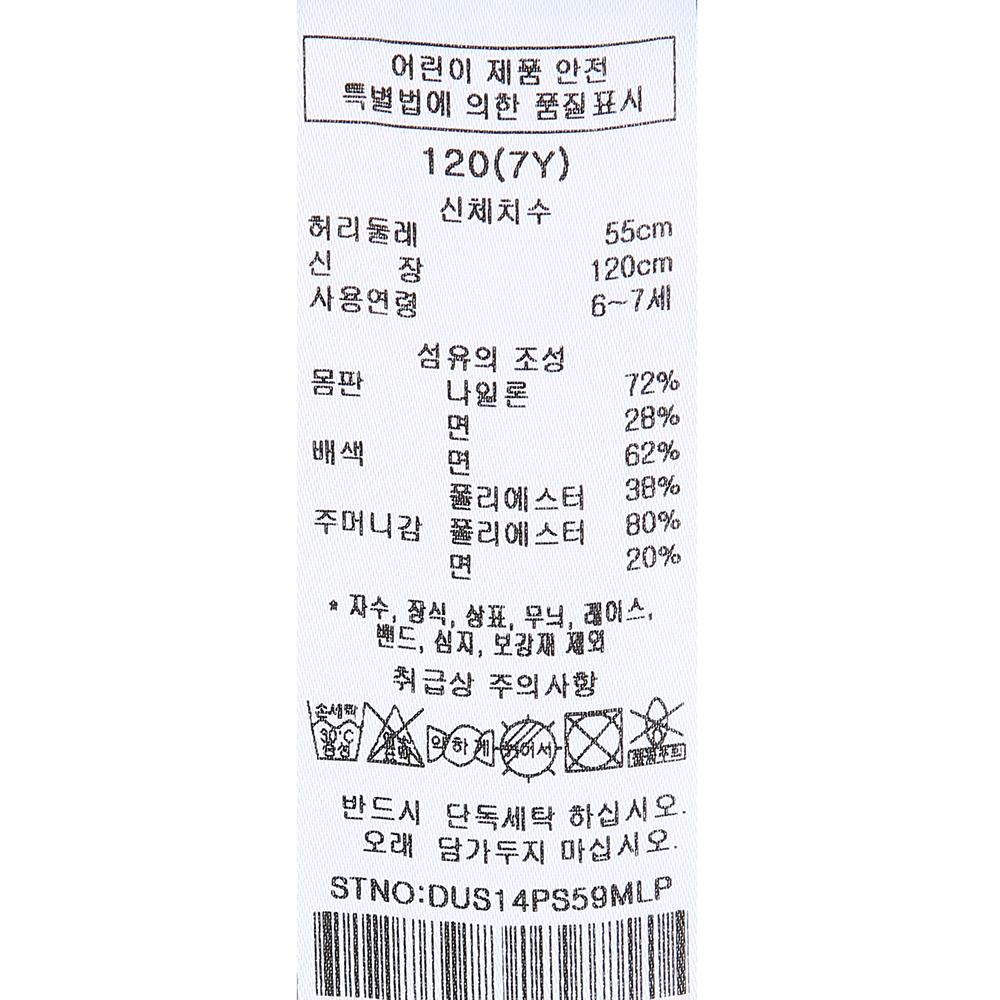 어린이 제품 안전
특별법에 의한 품질표시
120(7Y)
신체치수
허리둘레 55cm
신 장 120cm
사용연령 6~7세
섬유의 조성
몸판 나일론 72%
면 28%
배색 면 62%
폴리에스터 38%
주머니감 폴리에스터 80%
면 20%
* 자수, 장식, 상표, 무늬, 레이스,
밴드, 심지, 보강재 제외
취급상 주의사항
손세탁 30℃ 중성 약하게 뉘어서
반드시 단독세탁 하십시오.
오래 담가두지 마십시오.
STNO:DUS14PS59MLP